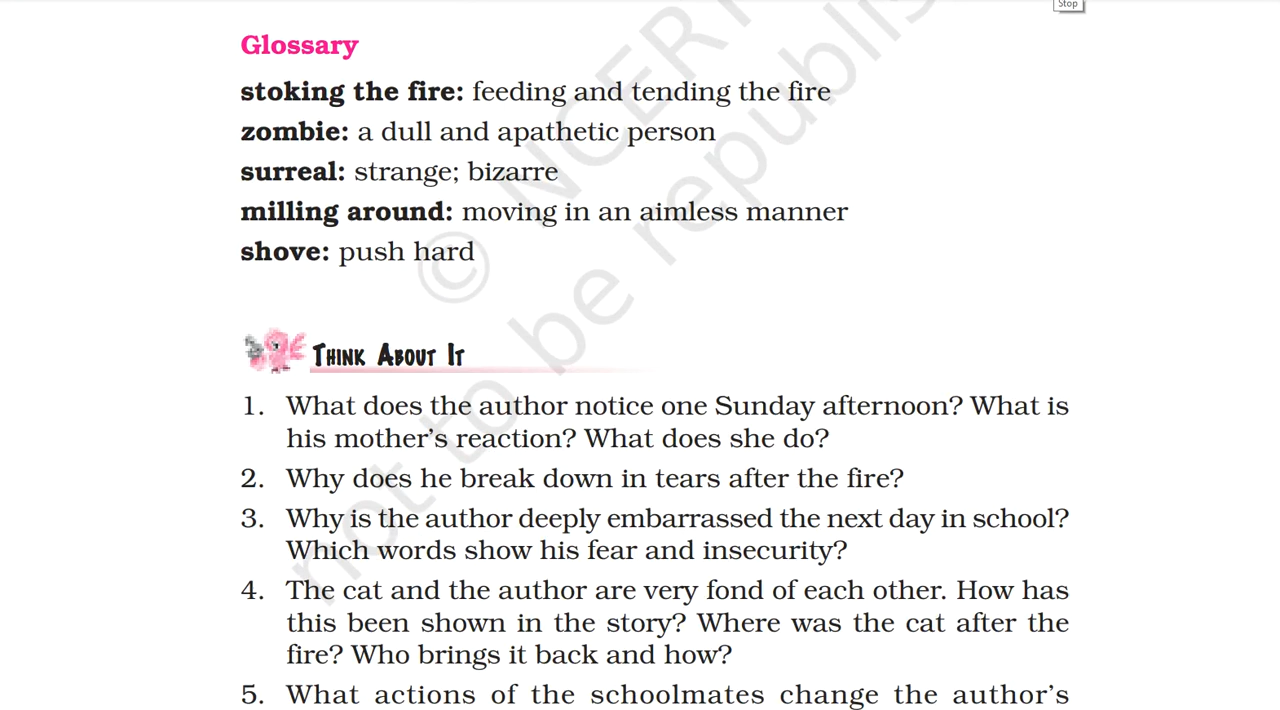 Stop
Glossary
stoking the fire: feeding and tending the fire
zombie: a dull and apathetic person
surreal: strange; bizarre
milling around: moving in an aimless manner
shove: push hard
© NCERT
not to be republis
THINK ABOUT IT
1. What does the author notice one Sunday afternoon? What is
his mother's reaction? What does she do?
2. Why does he break down in tears after the fire?
3. Why is the author deeply embarrassed the next day in school?
Which words show his fear and insecurity?
4. The cat and the author are very fond of each other. How has
this been shown in the story? Where was the cat after the
fire? Who brings it back and how?
5. What actions of the schoolmates change the author's